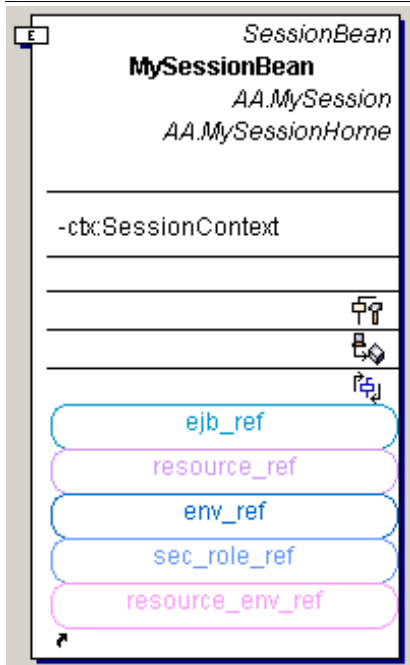 E
SessionBean
MySessionBean
AA.MySession
AA.MySessionHome
-ctx:SessionContext
ejb_ref
resource_ref
env_ref
sec_role_ref
resource_env_ref